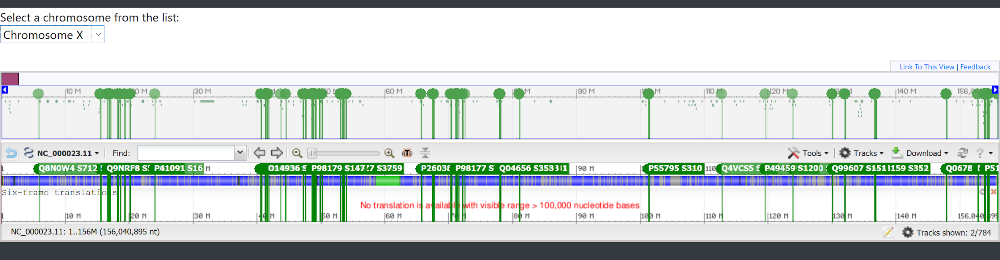 Select a chromosome from the list:
Chromosome X
Link To This View | Feedback
10 M 30 M 60 M 90 M 110 120 M 140 M
NC_000023.11 Find: Tools Tracks Download
Q8N0W4 S712 Q9NRF8 P41091 S16 M O14936 P98179 S147 S3759 P26038 P98177 Q04656 S353 90 M P55795 S310 110 Q4VCS5 P49459 S1200 Q99607 S151 S352 Q0678 P51
Six-frame translations
No translation is available with visible range > 100,000 nucleotide bases
10 M 20 M 30 M 40 M 50 M 60 M 70 M 80 M 90 M 100 M 110 M 120 M 130 M 140 M 156,040,895
NC_000023.11: 1..156M (156,040,895 nt) Tracks shown: 2/784